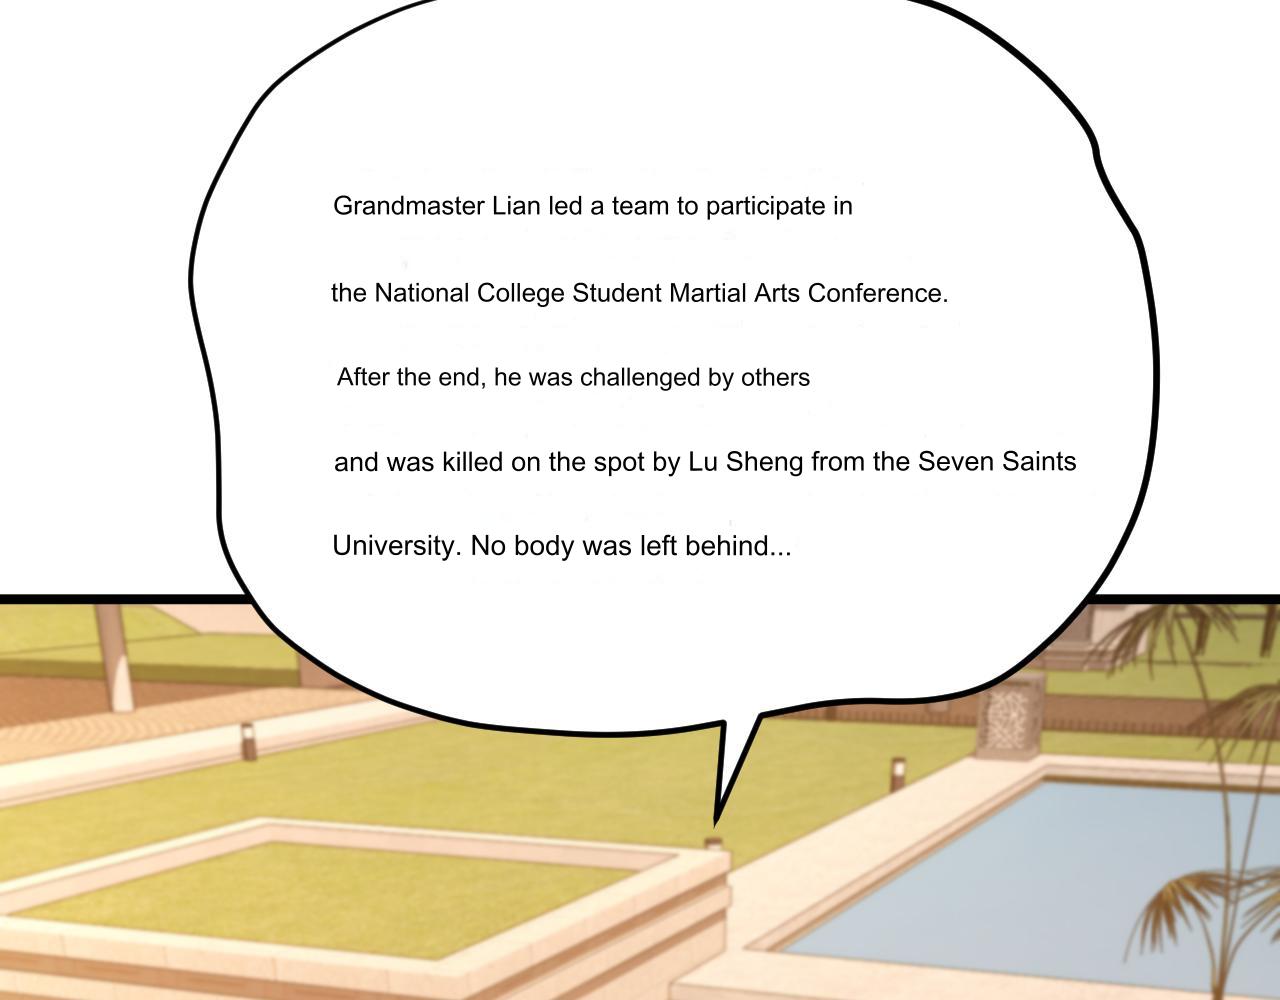 Grandmaster Lian led a team to participate in
the National College Student Martial Arts Conference.
After the end, he was challenged by others
and was killed on the spot by Lu Sheng from the Seven Saints
University. No body was left behind...